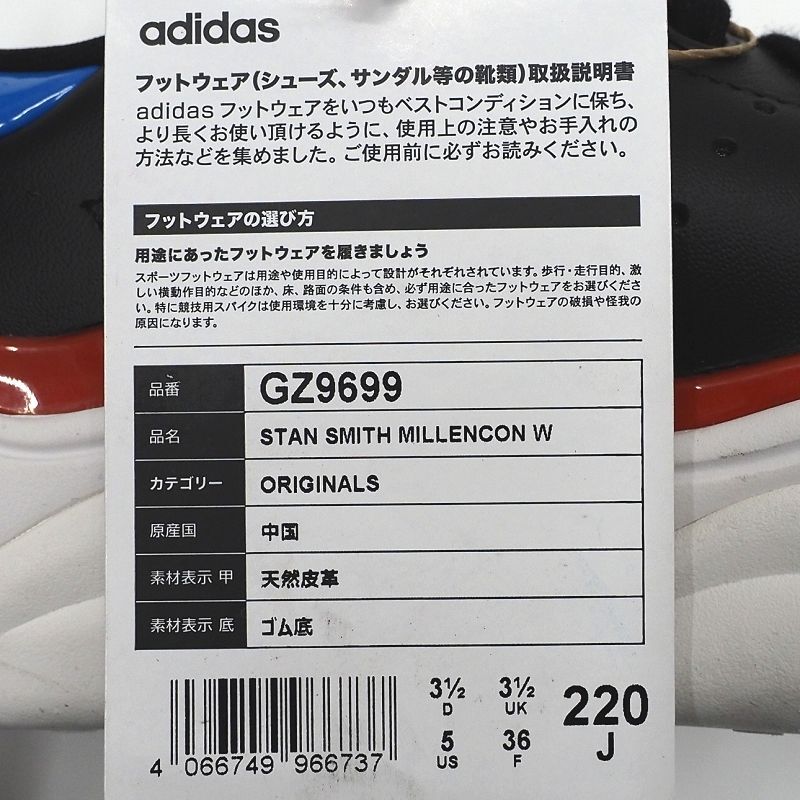 adidas
フットウェア(シューズ、サンダル等の靴類)取扱説明書
adidas フットウェアをいつもベストコンディションに保ち、
より長くお使い頂けるように、使用上の注意やお手入れの
方法などを集めました。ご使用前に必ずお読みください。
フットウェアの選び方
用途にあったフットウェアを履きましょう
スポーツフットウェアは用途や使用目的によって設計がそれぞれされています。歩行・走行目的、激
しい横動作目的などのほか、床、路面の条件も含め、必ず用途に合ったフットウェアをお選びくださ
い。特に競技用スパイクは使用環境を十分に考慮し、お選びください。フットウェアの破損や怪我の
原因になります。
品番 GZ9699
品名 STAN SMITH MILLENCON W
カテゴリー ORIGINALS
原産国 中国
素材表示 甲 天然皮革
素材表示 底 ゴム底
3½ 3½ 220
D UK J
5 36
US F
4 066749 966737